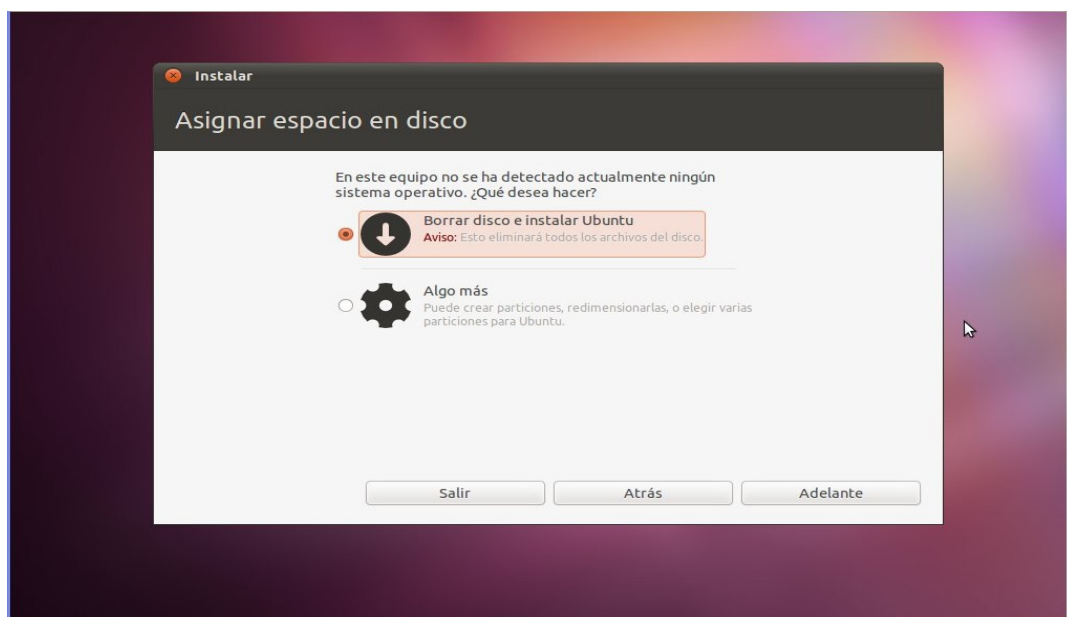 Instalar
Asignar espacio en disco
En este equipo no se ha detectado actualmente ningún
sistema operativo. ¿Qué desea hacer?
Borrar disco e instalar Ubuntu
Aviso: Esto eliminará todos los archivos del disco.
Algo más
Puede crear particiones, redimensionarlas, o elegir varias
particiones para Ubuntu.
Salir
Atrás
Adelante